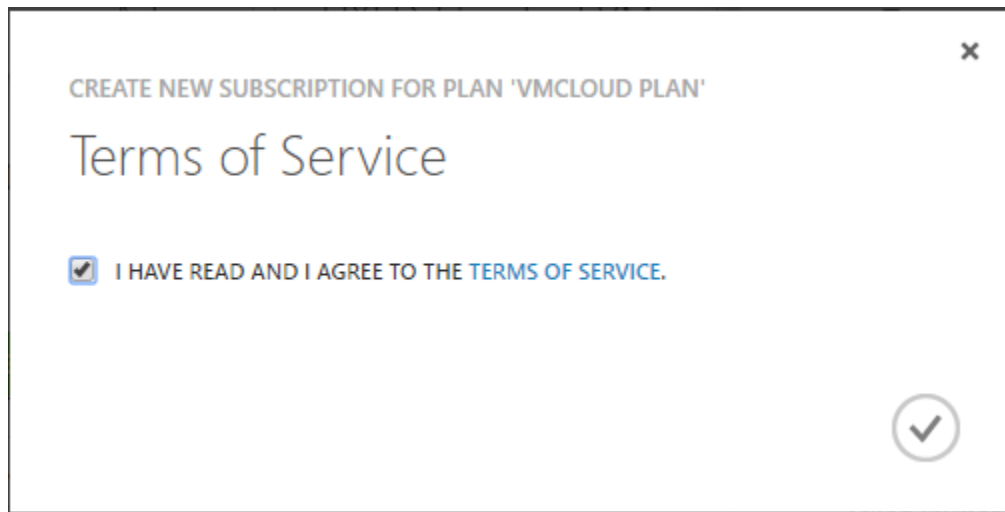 CREATE NEW SUBSCRIPTION FOR PLAN 'VMCLOUD PLAN'
Terms of Service
I HAVE READ AND I AGREE TO THE TERMS OF SERVICE.